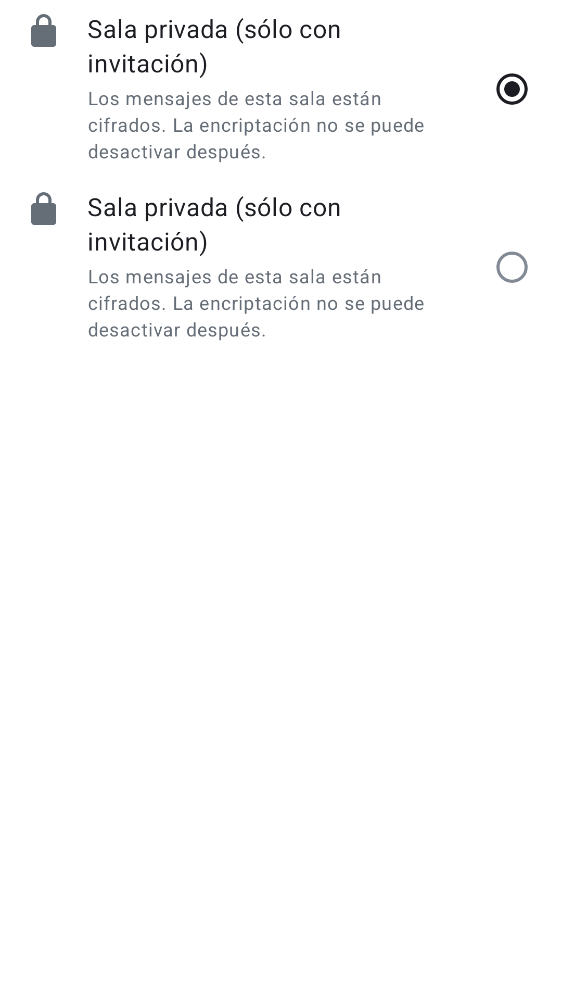 Sala privada (sólo con
invitación)
Los mensajes de esta sala están
cifrados. La encriptación no se puede
desactivar después.
Sala privada (sólo con
invitación)
Los mensajes de esta sala están
cifrados. La encriptación no se puede
desactivar después.